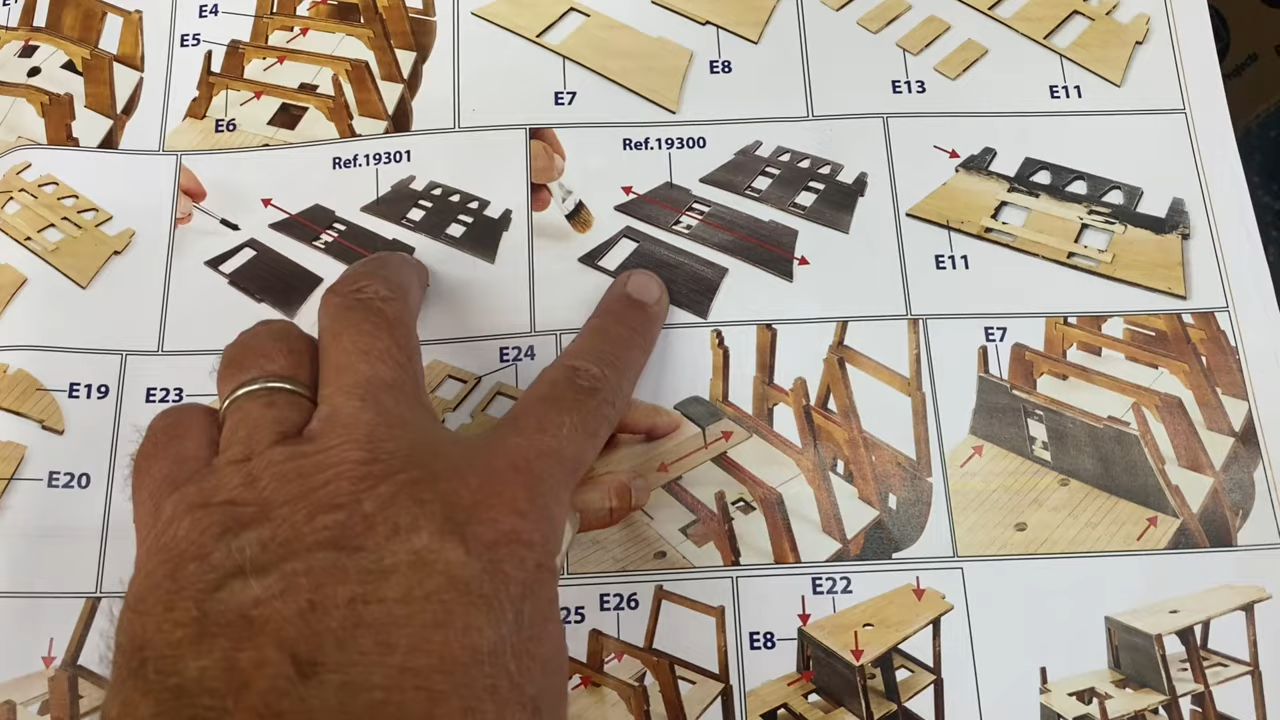 E4
E5
E6
E7
E8
E13
E11
Ref.19301
Ref.19300
E11
E19
E20
E23
E24
E7
25
E26
E22
E8